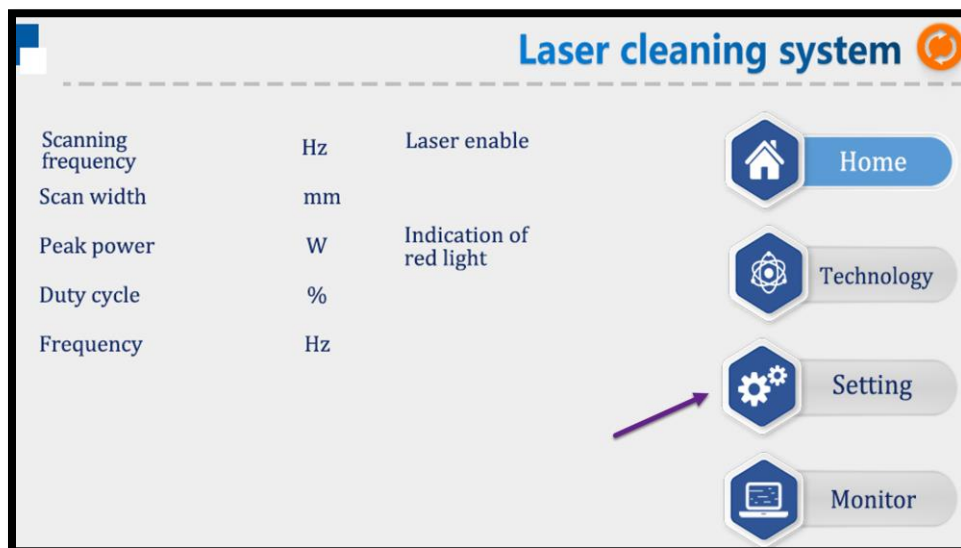 Laser cleaning system
Scanning
frequency
Hz
Laser enable
Scan width
mm
Peak power
W
Indication of
red light
Duty cycle
%
Frequency
Hz
Home
Technology
Setting
Monitor